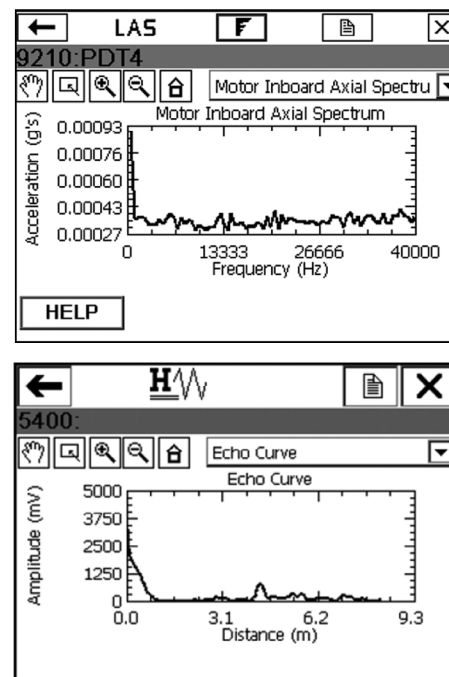 LAS F
9210:PDT4
Motor Inboard Axial Spectru
Motor Inboard Axial Spectrum
Acceleration (g's)
0.00093
0.00076
0.00060
0.00043
0.00027
0 13333 26666 40000
Frequency (Hz)
HELP
H
5400:
Echo Curve
Echo Curve
Amplitude (mV)
5000
3750
2500
1250
0
0.0 3.1 6.2 9.3
Distance (m)